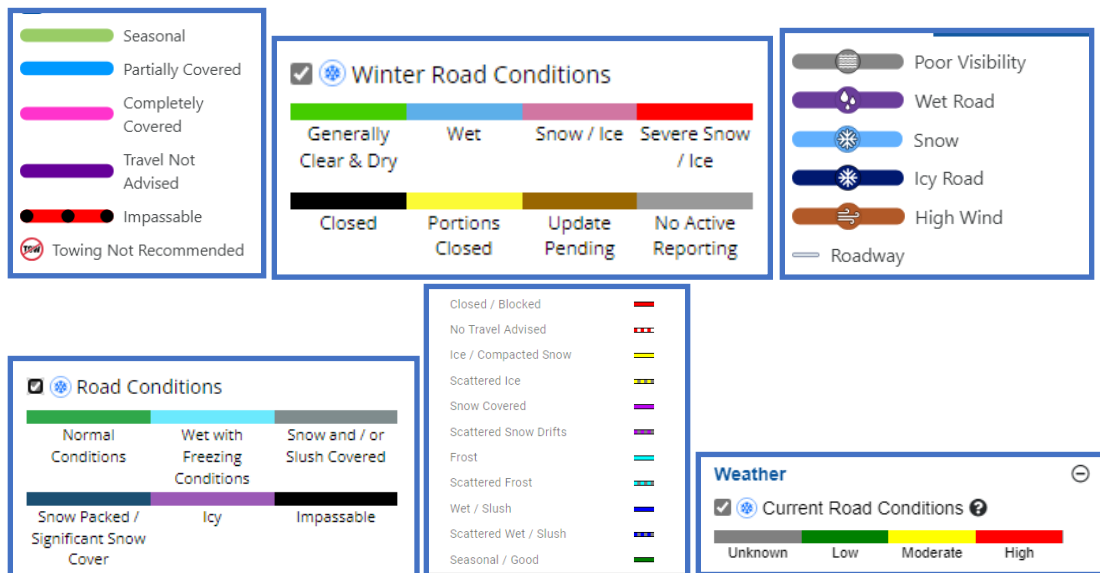 Seasonal
Partially Covered
Completely
Covered
Travel Not
Advised
Impassable
TOW Towing Not Recommended
Winter Road Conditions
Generally
Clear & Dry
Wet
Snow / Ice
Severe Snow
/ Ice
Closed
Portions
Closed
Update
Pending
No Active
Reporting
Poor Visibility
Wet Road
Snow
Icy Road
High Wind
Roadway
Road Conditions
Normal
Conditions
Wet with
Freezing
Conditions
Snow and / or
Slush Covered
Snow Packed /
Significant Snow
Cover
Icy
Impassable
Closed / Blocked
No Travel Advised
Ice / Compacted Snow
Scattered Ice
Snow Covered
Scattered Snow Drifts
Frost
Scattered Frost
Wet / Slush
Scattered Wet / Slush
Seasonal / Good
Weather
Current Road Conditions ?
Unknown
Low
Moderate
High